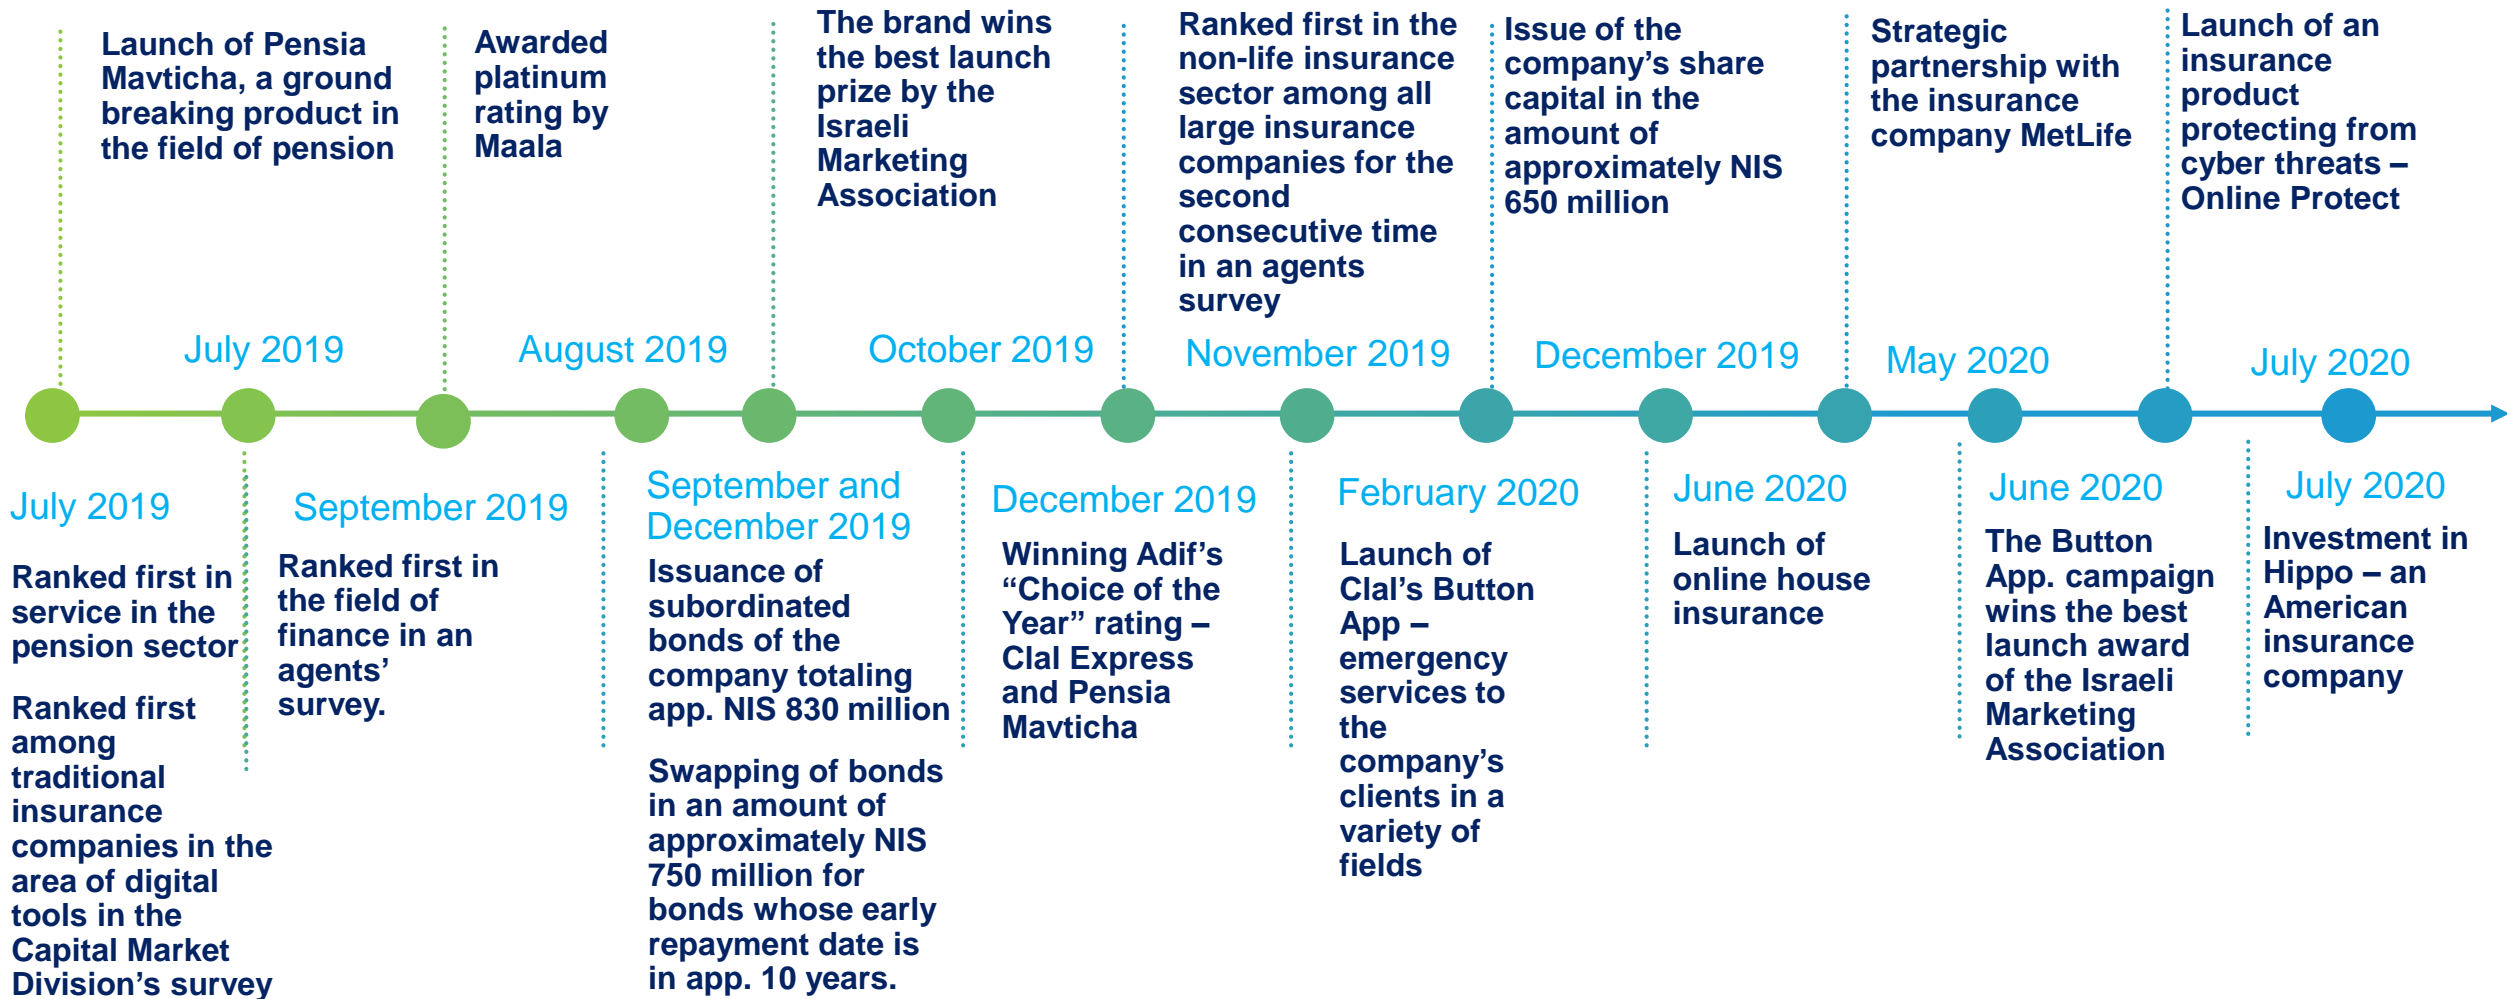 Launch of Pensia
Mavticha, a ground
breaking product in
the field of pension
July 2019
Awarded
platinum
rating by
Maala
August 2019
The brand wins
the best launch
prize by the
Israeli
Marketing
Association
October 2019
Ranked first in the
non-life insurance
sector among all
large insurance
companies for the
second
consecutive time
in an agents
survey
November 2019
Issue of the
company’s share
capital in the
amount of
approximately NIS
650 million
December 2019
Strategic
partnership with
the insurance
company MetLife
May 2020
Launch of an
insurance
product
protecting from
cyber threats –
Online Protect
July 2020
July 2019
Ranked first in
service in the
pension sector
Ranked first
among
traditional
insurance
companies in the
area of digital
tools in the
Capital Market
Division’s survey
September 2019
Ranked first in
the field of
finance in an
agents’
survey.
September and
December 2019
Issuance of
subordinated
bonds of the
company totaling
app. NIS 830 million
Swapping of bonds
in an amount of
approximately NIS
750 million for
bonds whose early
repayment date is
in app. 10 years.
December 2019
Winning Adif’s
“Choice of the
Year” rating –
Clal Express
and Pensia
Mavticha
February 2020
Launch of
Clal’s Button
App –
emergency
services to
the
company’s
clients in a
variety of
fields
June 2020
Launch of
online house
insurance
June 2020
The Button
App. campaign
wins the best
launch award
of the Israeli
Marketing
Association
July 2020
Investment in
Hippo – an
American
insurance
company